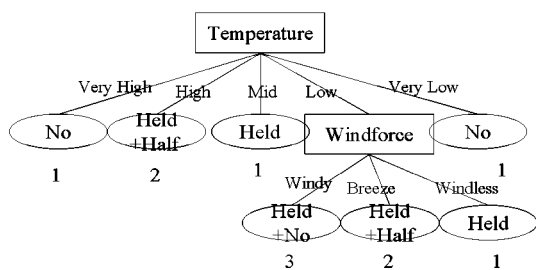 Temperature
Very High High Mid Low Very Low
No Held +Half Held Windforce No
1 2 1 1
Windy Breeze Windless
Held +No Held +Half Held
3 2 1